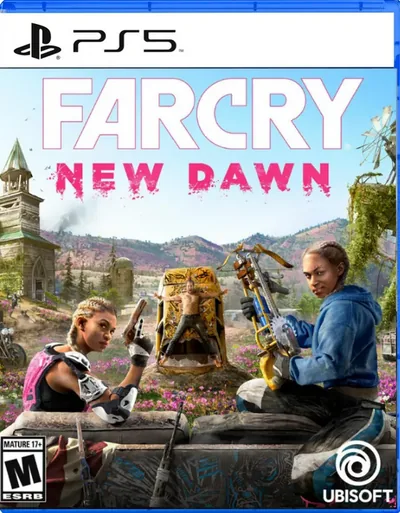 PS5
FARCRY
NEW DAWN
MATURE 17+
M
ESRB
UBISOFT